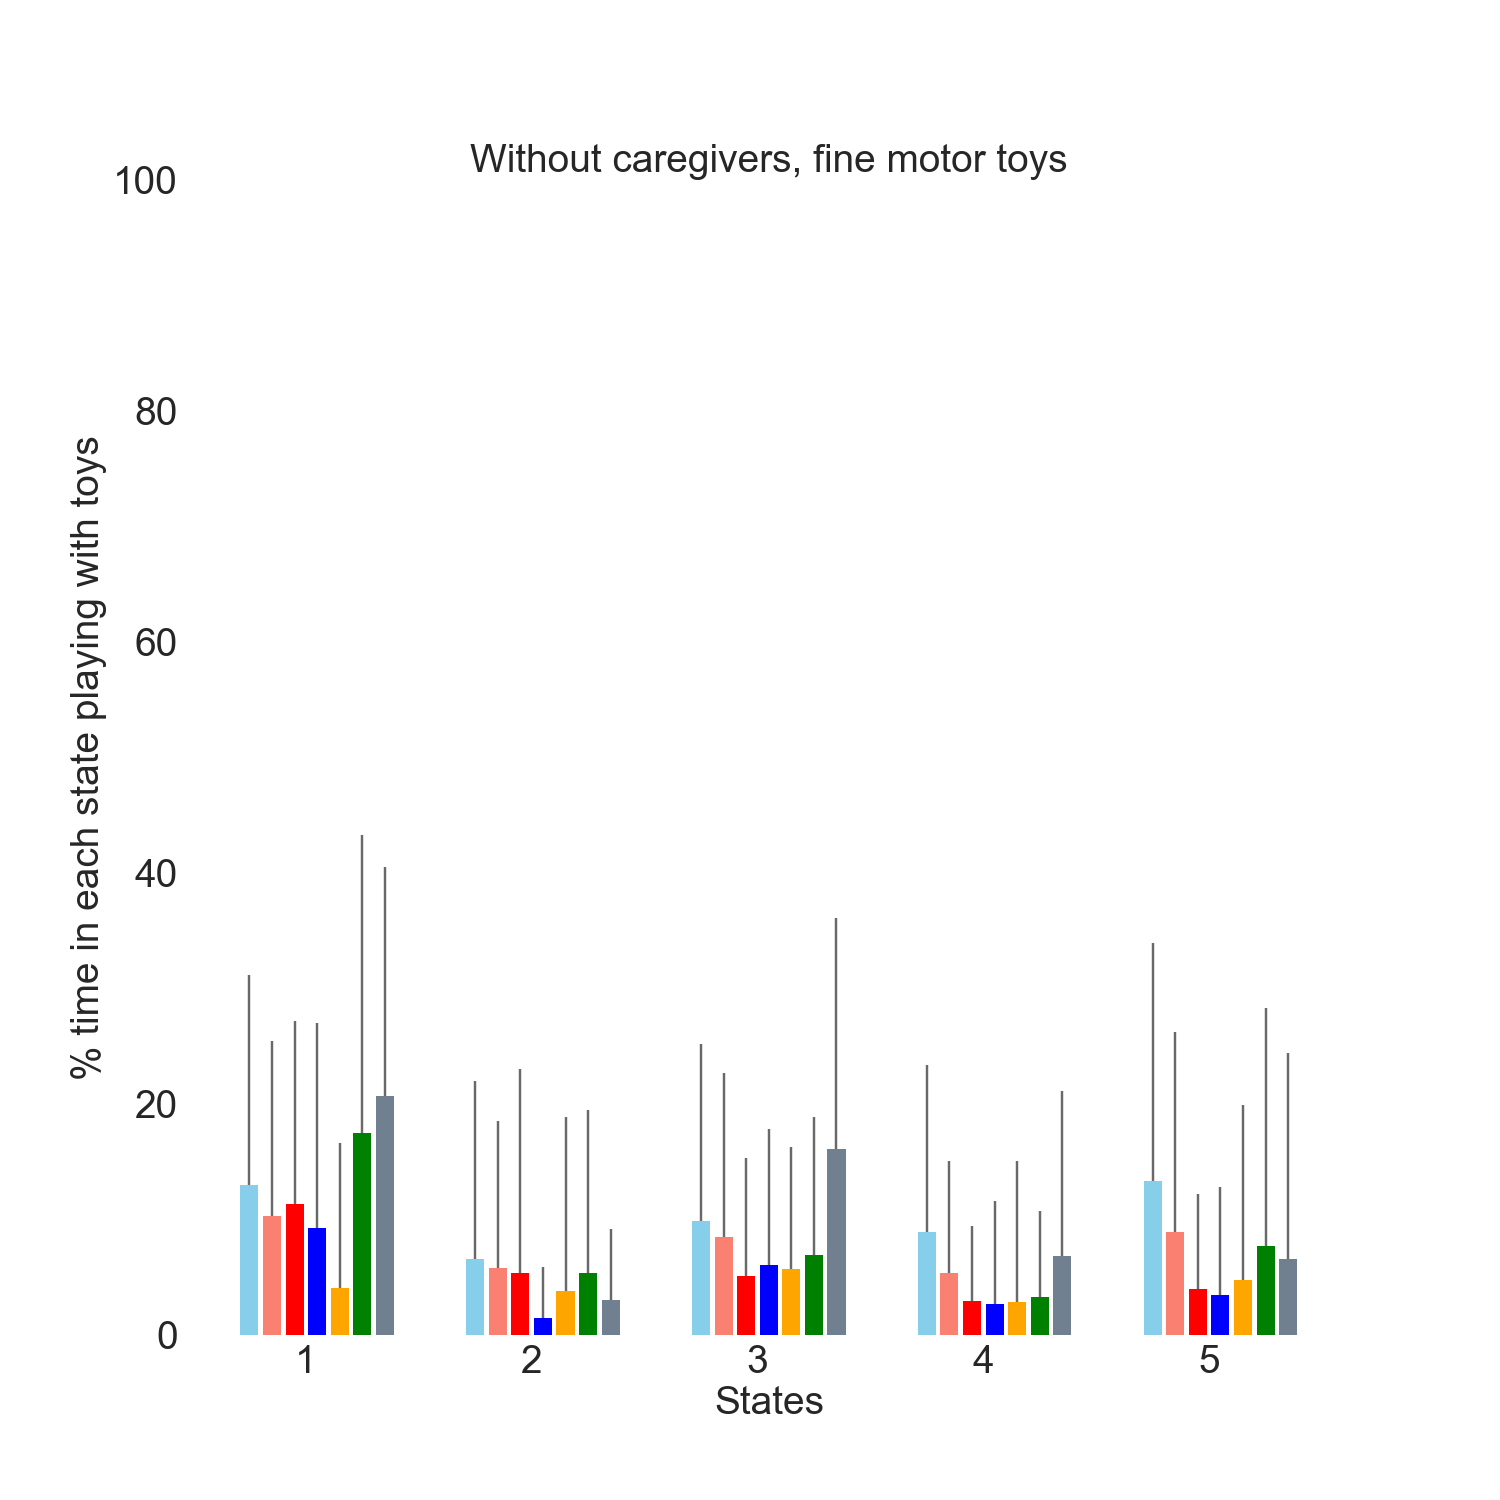 Without caregivers, fine motor toys
100
80
60
40
20
0
% time in each state playing with toys
1 2 3 4 5
States